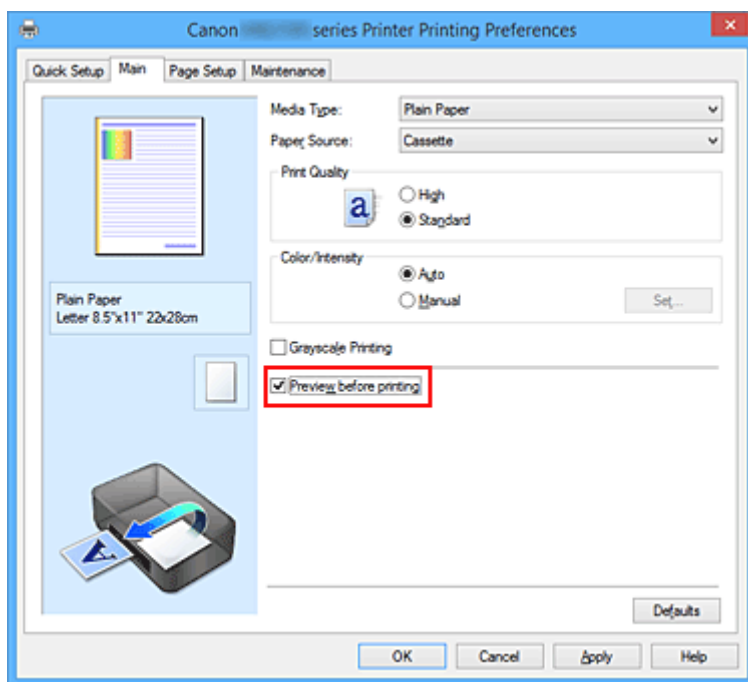 Canon series Printer Printing Preferences
Quick Setup Main Page Setup Maintenance
Media Type: Plain Paper
Paper Source: Cassette
Print Quality
a
High
Standard
Color/Intensity
Auto
Manual
Set...
Plain Paper
Letter 8.5"x11" 22x28cm
Grayscale Printing
Preview before printing
A
Defaults
OK Cancel Apply Help